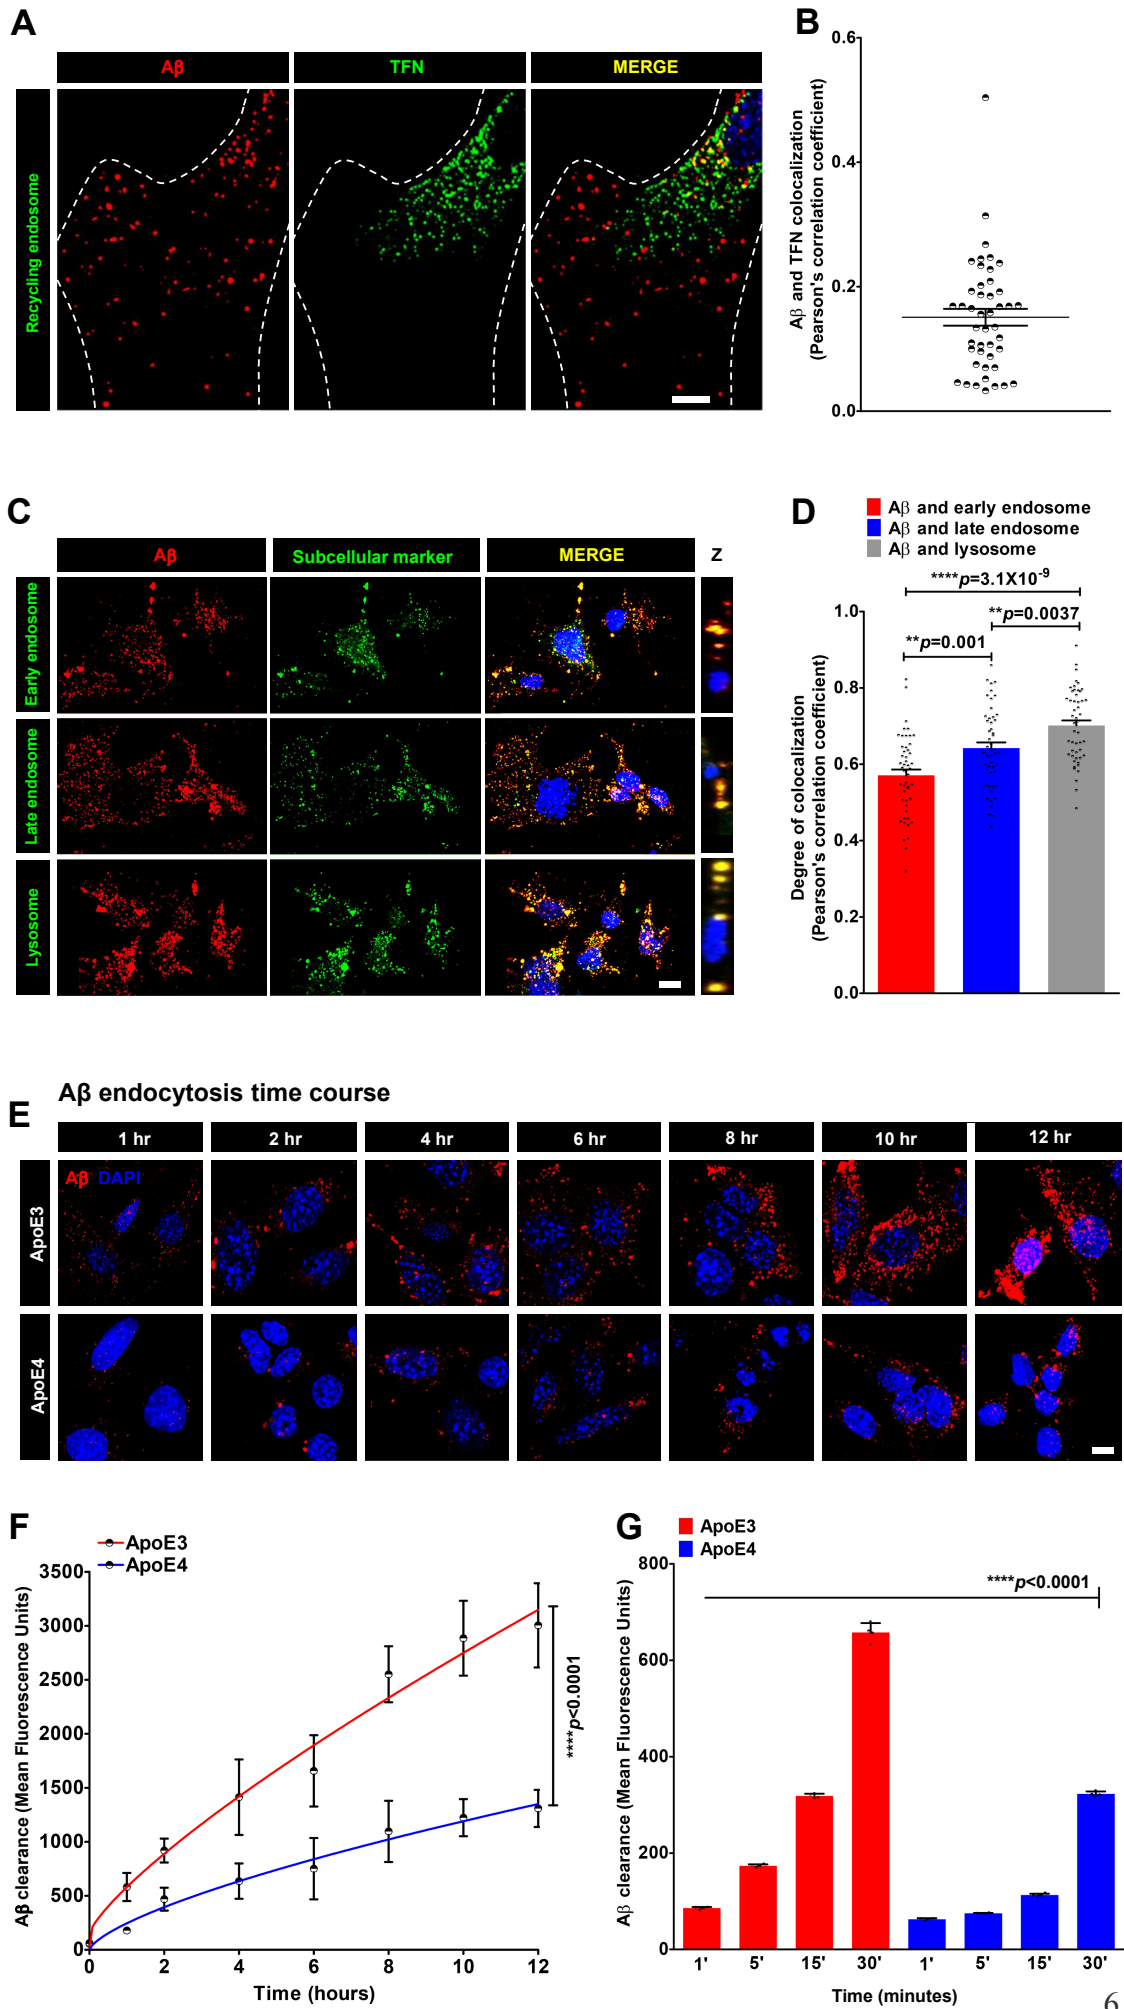 A
Aβ
TFN
MERGE
Recycling endosome
B
Aβ and TFN colocalization
(Pearson's correlation coefficient)
0.6
0.4
0.2
0.0
C
Aβ
Subcellular marker
MERGE
Z
Early endosome
Late endosome
Lysosome
D
Aβ and early endosome
Aβ and late endosome
Aβ and lysosome
****p=3.1X10-9
**p=0.0037
**p=0.001
Degree of colocalization
(Pearson's correlation coefficient)
1.0
0.8
0.6
0.4
0.2
0.0
Aβ endocytosis time course
E
1 hr
2 hr
4 hr
6 hr
8 hr
10 hr
12 hr
Aβ DAPI
ApoE3
ApoE4
F
ApoE3
ApoE4
Aβ clearance (Mean Fluorescence Units)
3500
3000
2500
2000
1500
1000
500
0
0 2 4 6 8 10 12
Time (hours)
****p<0.0001
G
ApoE3
ApoE4
****p<0.0001
Aβ clearance (Mean Fluorescence Units)
800
600
400
200
0
1' 5' 15' 30' 1' 5' 15' 30'
Time (minutes)
6